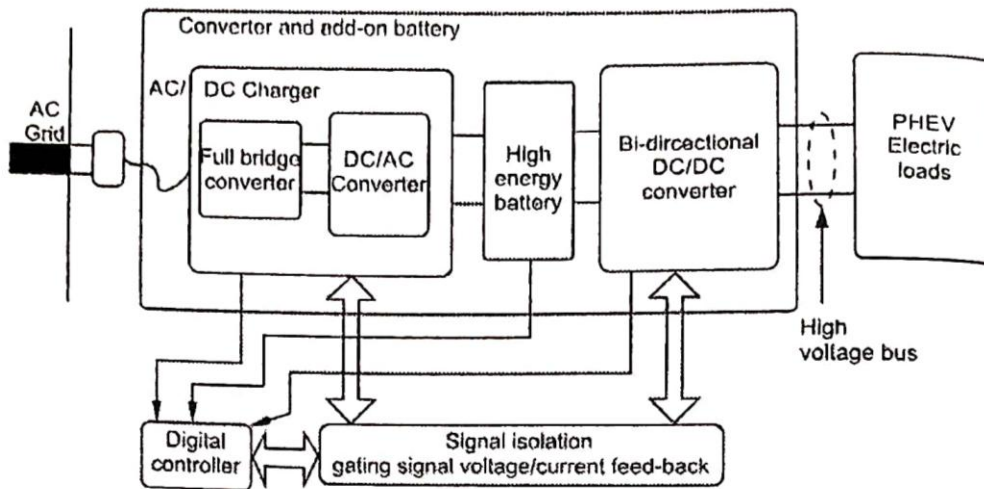 Convertor and add-on battery
AC
Grid
AC/
DC Charger
Full bridge
converter
DC/AC
Converter
High
energy
battery
Bi-dircctional
DC/DC
converter
PHEV
Electric
loads
High
voltage bus
Digital
controller
Signal isolation
gating signal voltage/current feed-back